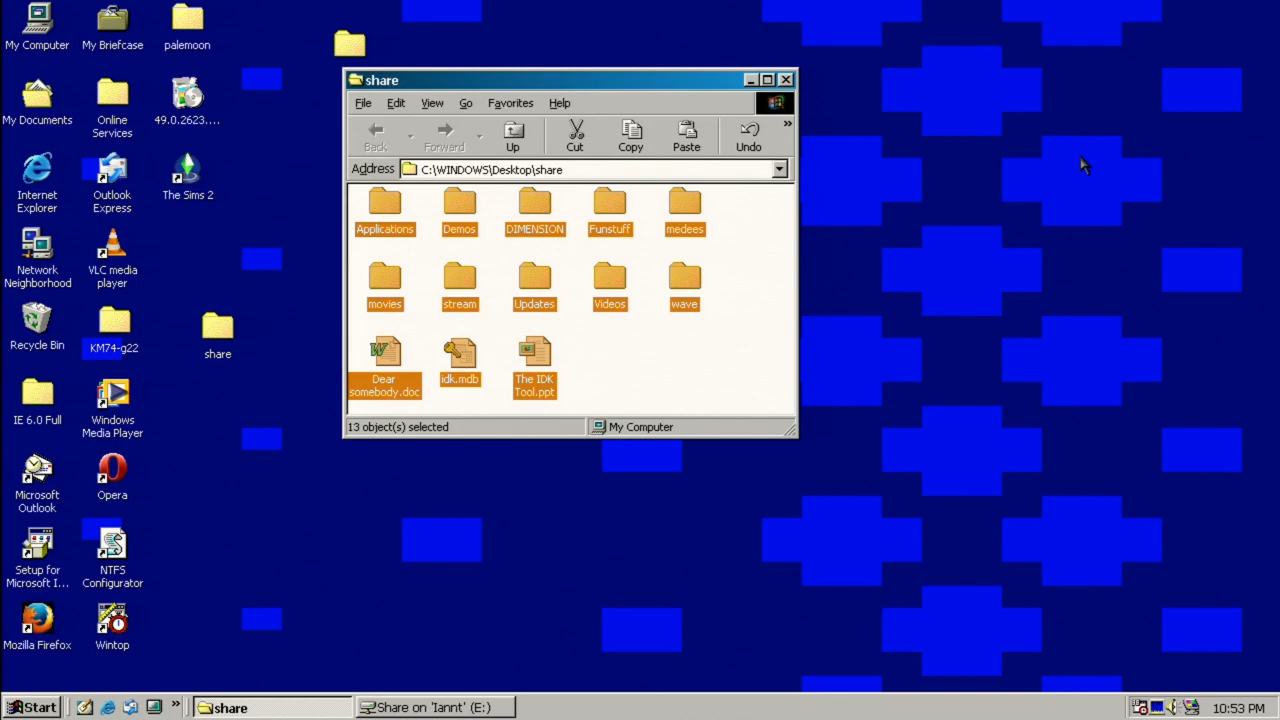 My Computer
My Briefcase
palemoon
My Documents
Online
Services
49.0.2623....
Internet
Explorer
Outlook
Express
The Sims 2
Network
Neighborhood
VLC media
player
Recycle Bin
KM74-g22
share
IE 6.0 Full
Windows
Media Player
Microsoft
Outlook
Opera
Setup for
Microsoft I...
NTFS
Configurator
Mozilla Firefox
Wintop
share
File Edit View Go Favorites Help
Back Forward Up Cut Copy Paste Undo »
Address C:\WINDOWS\Desktop\share
Applications Demos DIMENSION Funstuff medees
movies stream Updates Videos wave
Dear
somebody.doc
idk.mdb
The IDK
Tool.ppt
13 object(s) selected My Computer
Start » share Share on 'Iannt' (E:) 10:53 PM